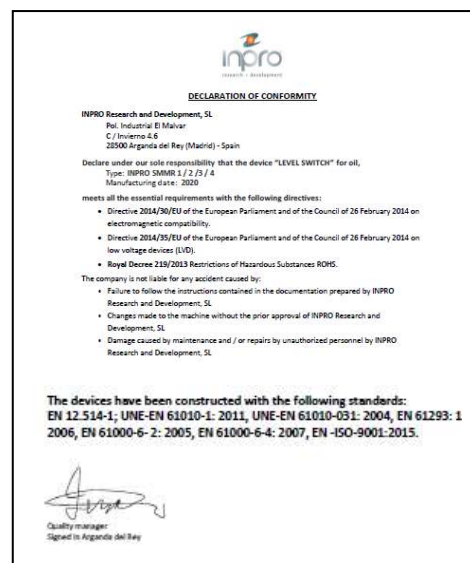 inpro
research + development
DECLARATION OF CONFORMITY
INPRO Research and Development, SL
Pol. Industrial El Malvar
C / Invierno 4.6
28500 Arganda del Rey (Madrid) - Spain
Declare under our sole responsibility that the device "LEVEL SWITCH" for oil,
Type: INPRO SMMR 1 / 2 /3 / 4
Manufacturing date: 2020
meets all the essential requirements with the following directives:
• Directive 2014/30/EU of the European Parliament and of the Council of 26 February 2014 on
electromagnetic compatibility.
• Directive 2014/35/EU of the European Parliament and of the Council of 26 February 2014 on
low voltage devices (LVD).
• Royal Decree 219/2013 Restrictions of Hazardous Substances ROHS.
The company is not liable for any accident caused by:
• Failure to follow the instructions contained in the documentation prepared by INPRO
Research and Development, SL
• Changes made to the machine without the prior approval of INPRO Research and
Development, SL
• Damage caused by maintenance and / or repairs by unauthorized personnel by INPRO
Research and Development, SL
The devices have been constructed with the following standards:
EN 12.514-1; UNE-EN 61010-1: 2011, UNE-EN 61010-031: 2004, EN 61293: 1
2006, EN 61000-6- 2: 2005, EN 61000-6-4: 2007, EN -ISO-9001:2015.
Quality manager
Signed in Arganda del Rey